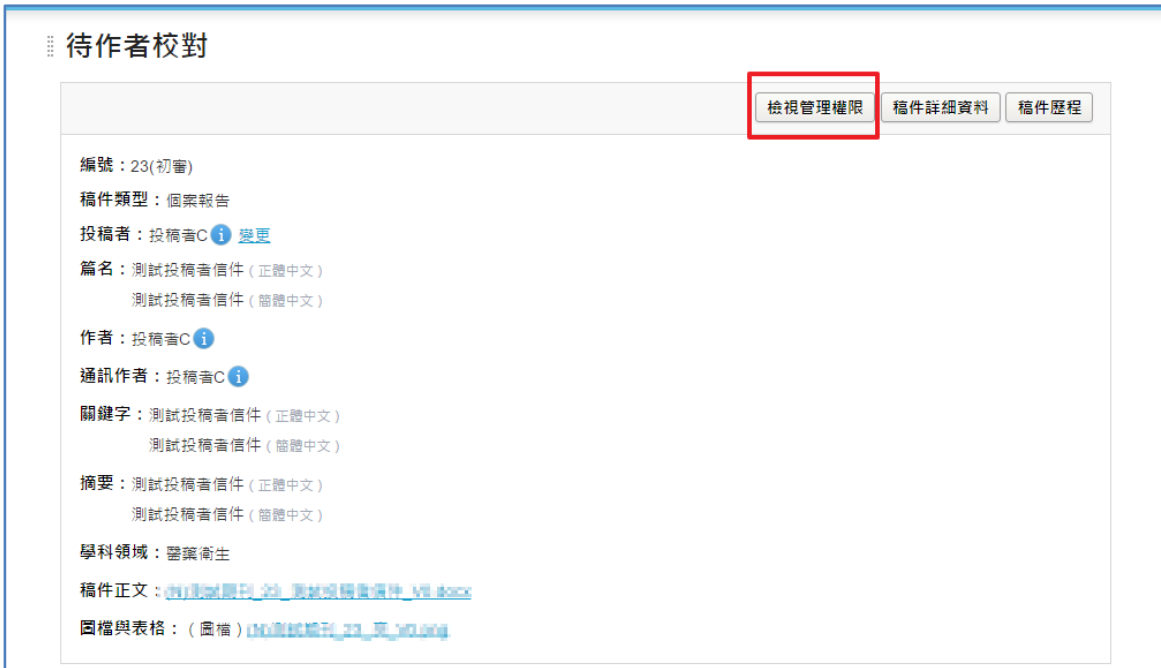 待作者校對
檢視管理權限 稿件詳細資料 稿件歷程
編號：23(初審)
稿件類型：個案報告
投稿者：投稿者C i 變更
篇名：測試投稿者信件(正體中文)
測試投稿者信件(簡體中文)
作者：投稿者C i
通訊作者：投稿者C i
關鍵字：測試投稿者信件(正體中文)
測試投稿者信件(簡體中文)
摘要：測試投稿者信件(正體中文)
測試投稿者信件(簡體中文)
學科領域：醫藥衛生
稿件正文：
圖檔與表格：(圖檔)